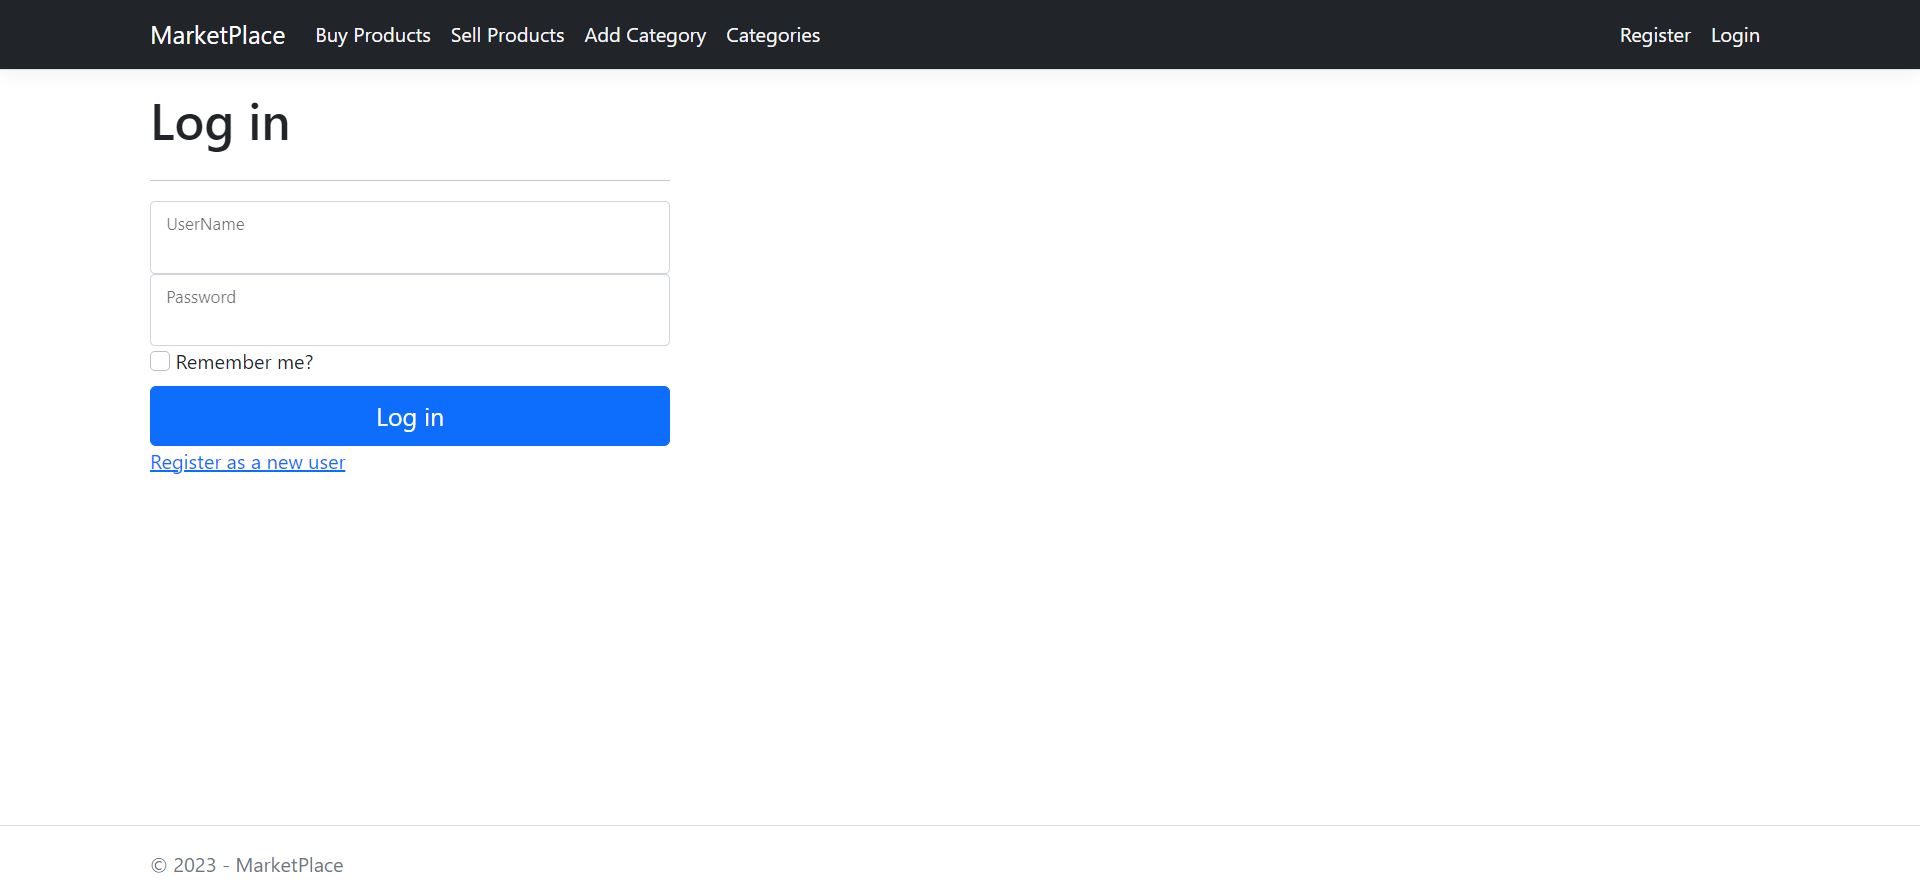 MarketPlace Buy Products Sell Products Add Category Categories Register Login
Log in
UserName
Password
Remember me?
Log in
Register as a new user
© 2023 - MarketPlace